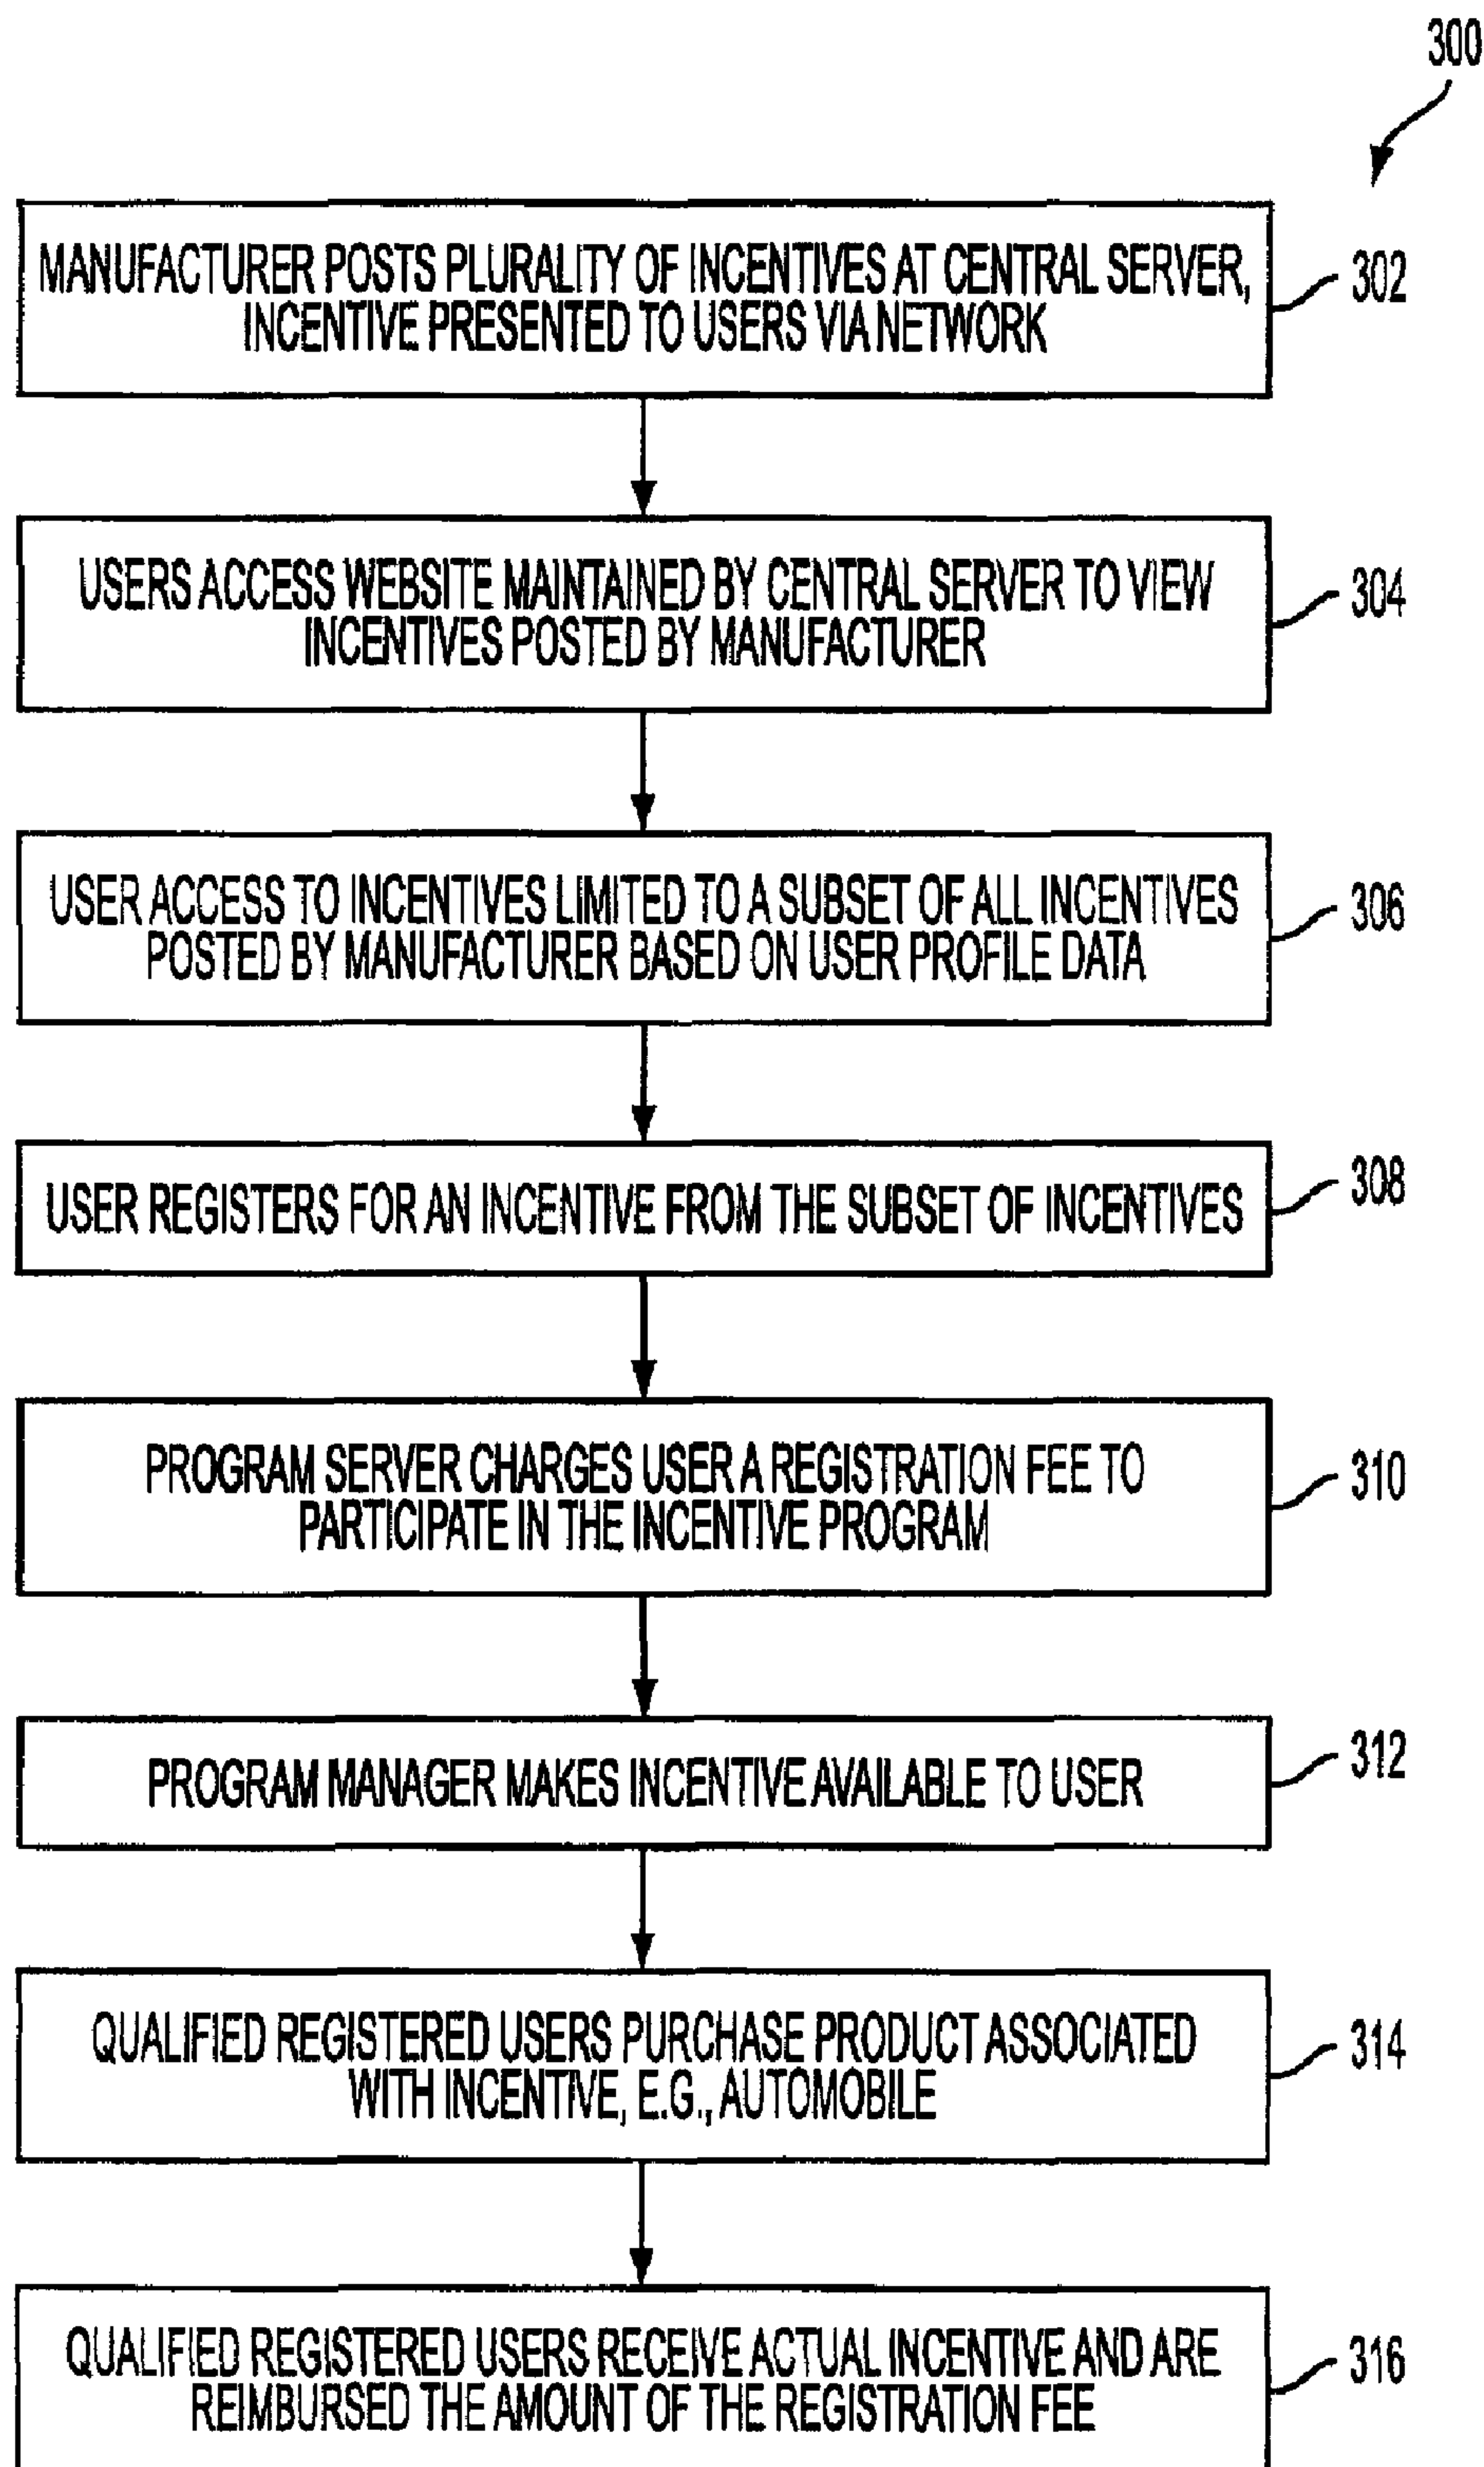 300
MANUFACTURER POSTS PLURALITY OF INCENTIVES AT CENTRAL SERVER,
INCENTIVE PRESENTED TO USERS VIA NETWORK
302
USERS ACCESS WEBSITE MAINTAINED BY CENTRAL SERVER TO VIEW
INCENTIVES POSTED BY MANUFACTURER
304
USER ACCESS TO INCENTIVES LIMITED TO A SUBSET OF ALL INCENTIVES
POSTED BY MANUFACTURER BASED ON USER PROFILE DATA
306
USER REGISTERS FOR AN INCENTIVE FROM THE SUBSET OF INCENTIVES
308
PROGRAM SERVER CHARGES USER A REGISTRATION FEE TO
PARTICIPATE IN THE INCENTIVE PROGRAM
310
PROGRAM MANAGER MAKES INCENTIVE AVAILABLE TO USER
312
QUALIFIED REGISTERED USERS PURCHASE PRODUCT ASSOCIATED
WITH INCENTIVE, E.G., AUTOMOBILE
314
QUALIFIED REGISTERED USERS RECEIVE ACTUAL INCENTIVE AND ARE
REIMBURSED THE AMOUNT OF THE REGISTRATION FEE
316